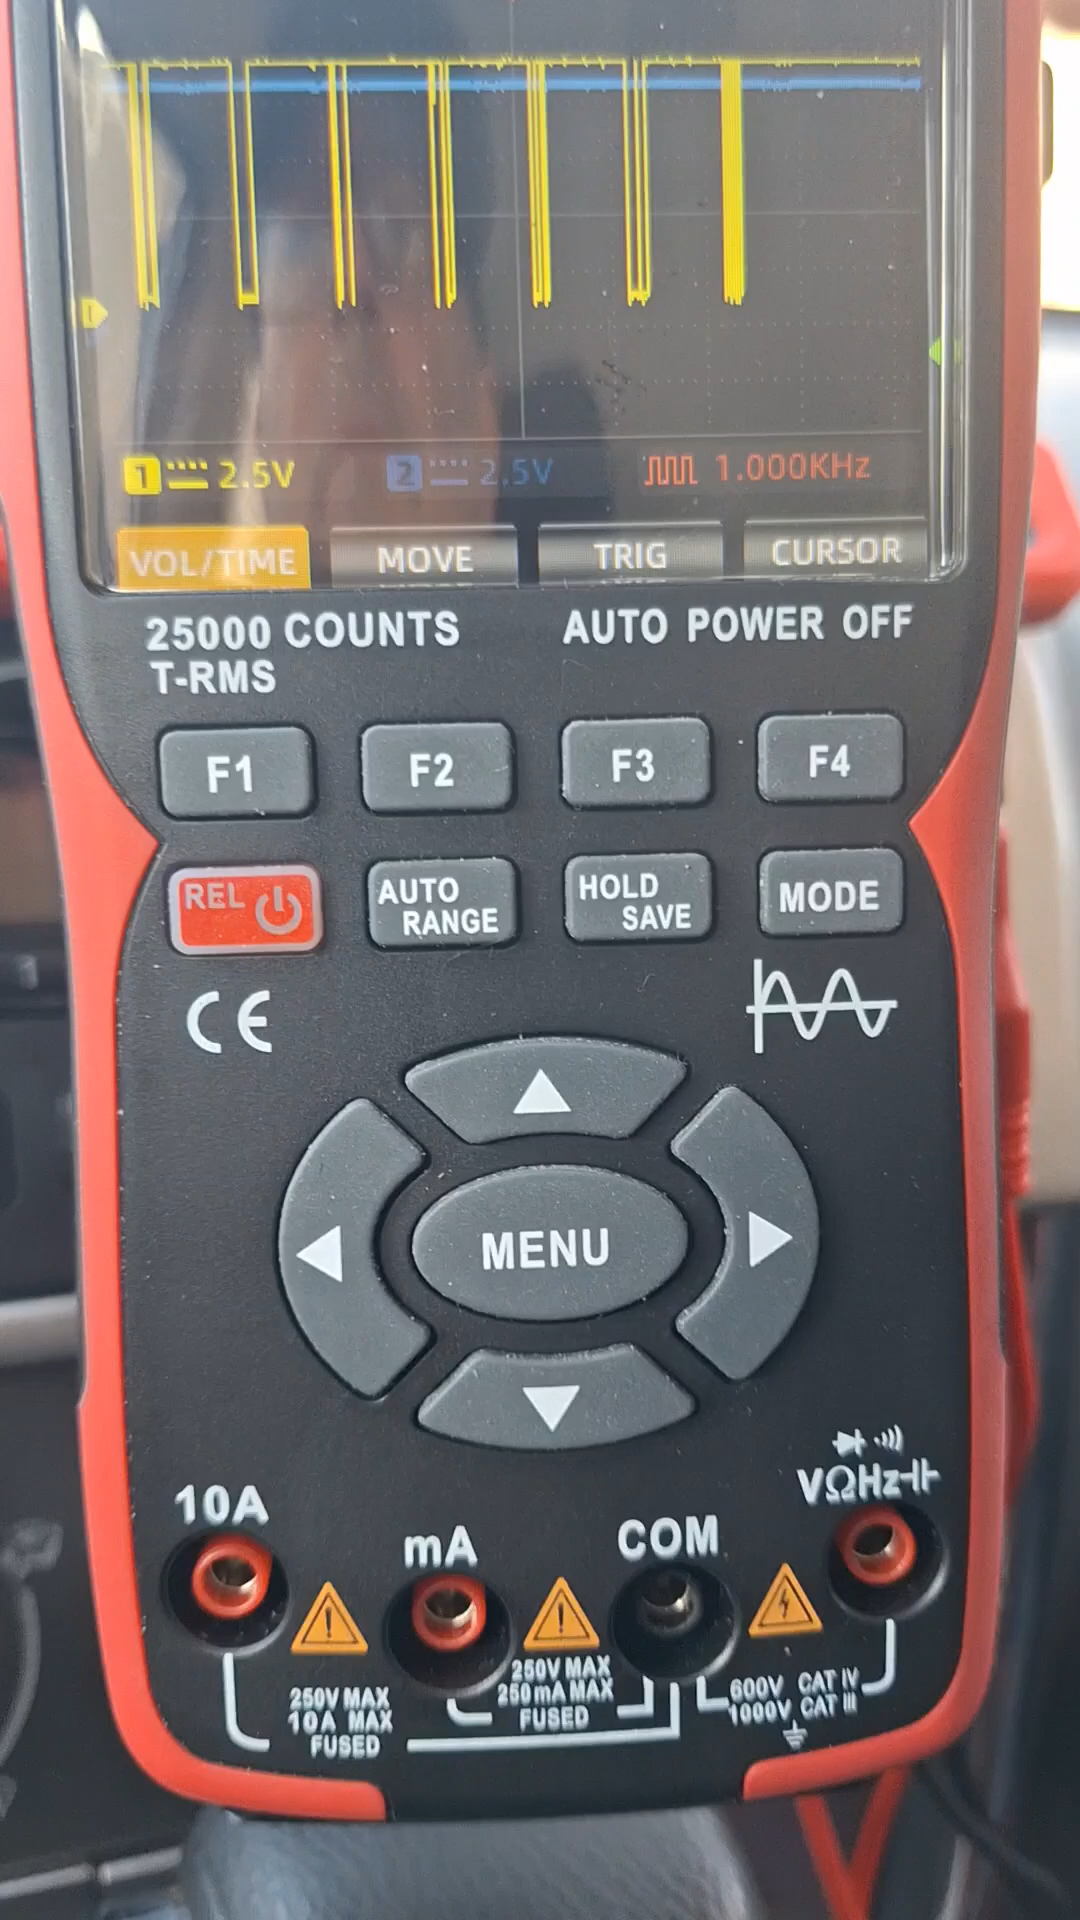 1 2.5V 2 2.5V 1.000KHz
VOL/TIME MOVE TRIG CURSOR
25000 COUNTS AUTO POWER OFF
T-RMS
F1 F2 F3 F4
REL AUTO RANGE HOLD SAVE MODE
CE
MENU
10A mA COM VΩHz
250V MAX
10A MAX
FUSED
250V MAX
250mA MAX
FUSED
600V CAT IV
1000V CAT III